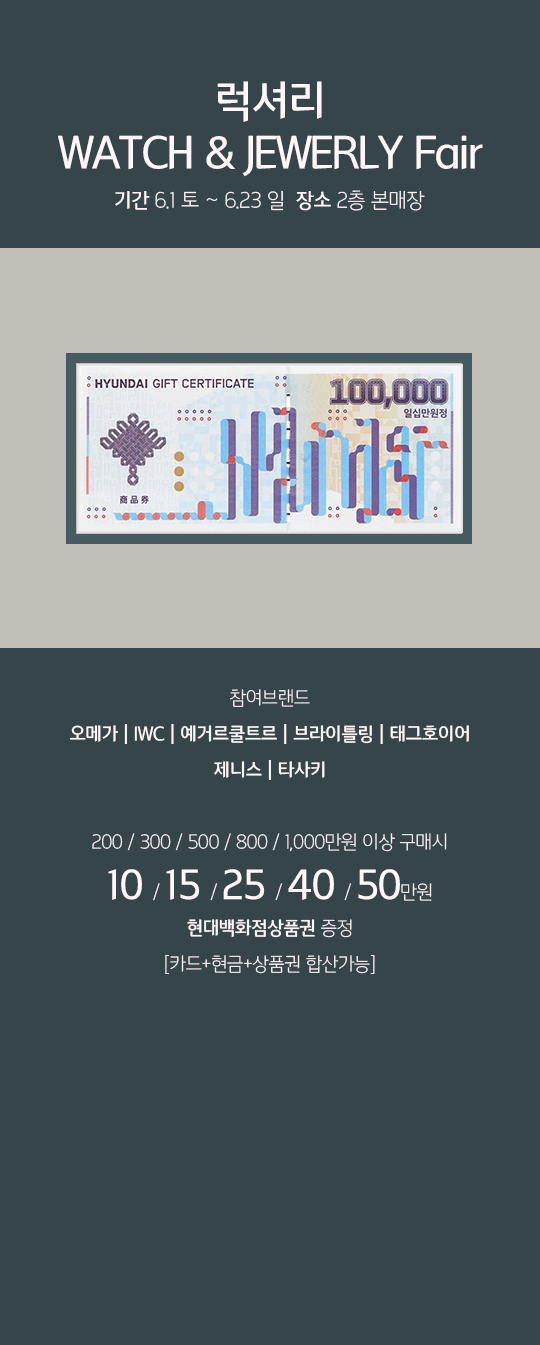 럭셔리
WATCH & JEWERLY Fair
기간 6.1 토 ~ 6.23 일 장소 2층 본매장
HYUNDAI GIFT CERTIFICATE
100,000
일십만원정
商品券
참여브랜드
오메가 | IWC | 예거르쿨트르 | 브라이틀링 | 태그호이어
제니스 | 타사키
200 / 300 / 500 / 800 / 1,000만원 이상 구매시
10 / 15 / 25 / 40 / 50만원
현대백화점상품권 증정
[카드+현금+상품권 합산가능]